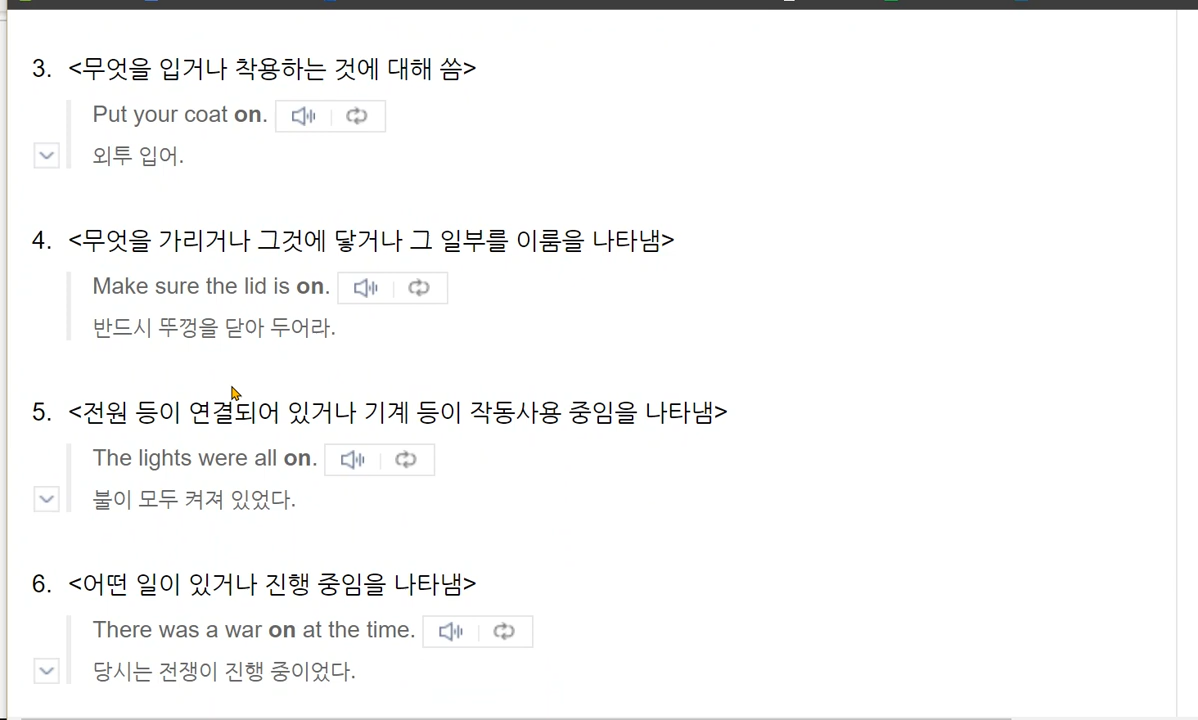 3. <무엇을 입거나 착용하는 것에 대해 씀>
Put your coat on.
외투 입어.
4. <무엇을 가리거나 그것에 닿거나 그 일부를 이룸을 나타냄>
Make sure the lid is on.
반드시 뚜껑을 닫아 두어라.
5. <전원 등이 연결되어 있거나 기계 등이 작동사용 중임을 나타냄>
The lights were all on.
불이 모두 켜져 있었다.
6. <어떤 일이 있거나 진행 중임을 나타냄>
There was a war on at the time.
당시는 전쟁이 진행 중이었다.